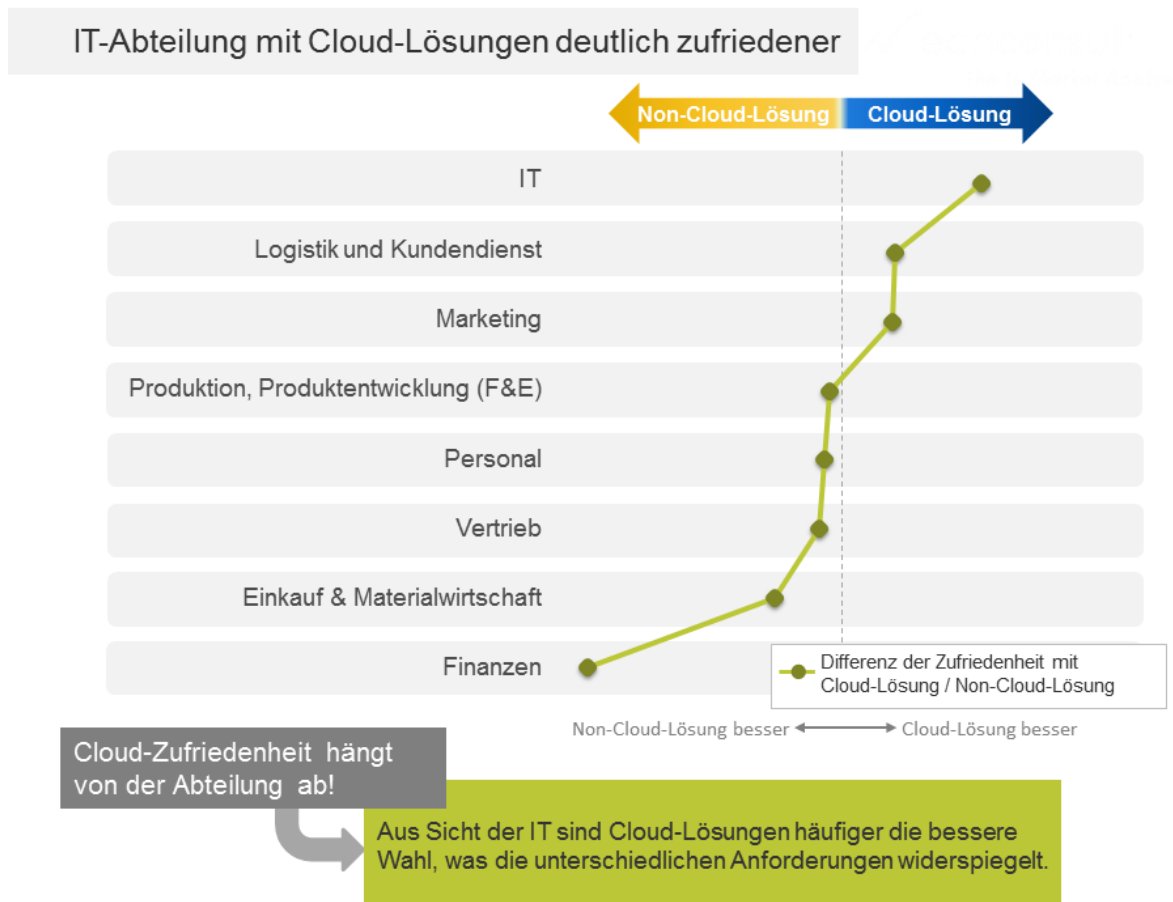 IT-Abteilung mit Cloud-Lösungen deutlich zufriedener
Non-Cloud-Lösung
Cloud-Lösung
IT
Logistik und Kundendienst
Marketing
Produktion, Produktentwicklung (F&E)
Personal
Vertrieb
Einkauf & Materialwirtschaft
Finanzen
Differenz der Zufriedenheit mit
Cloud-Lösung / Non-Cloud-Lösung
Non-Cloud-Lösung besser
Cloud-Lösung besser
Cloud-Zufriedenheit hängt
von der Abteilung ab!
Aus Sicht der IT sind Cloud-Lösungen häufiger die bessere
Wahl, was die unterschiedlichen Anforderungen widerspiegelt.